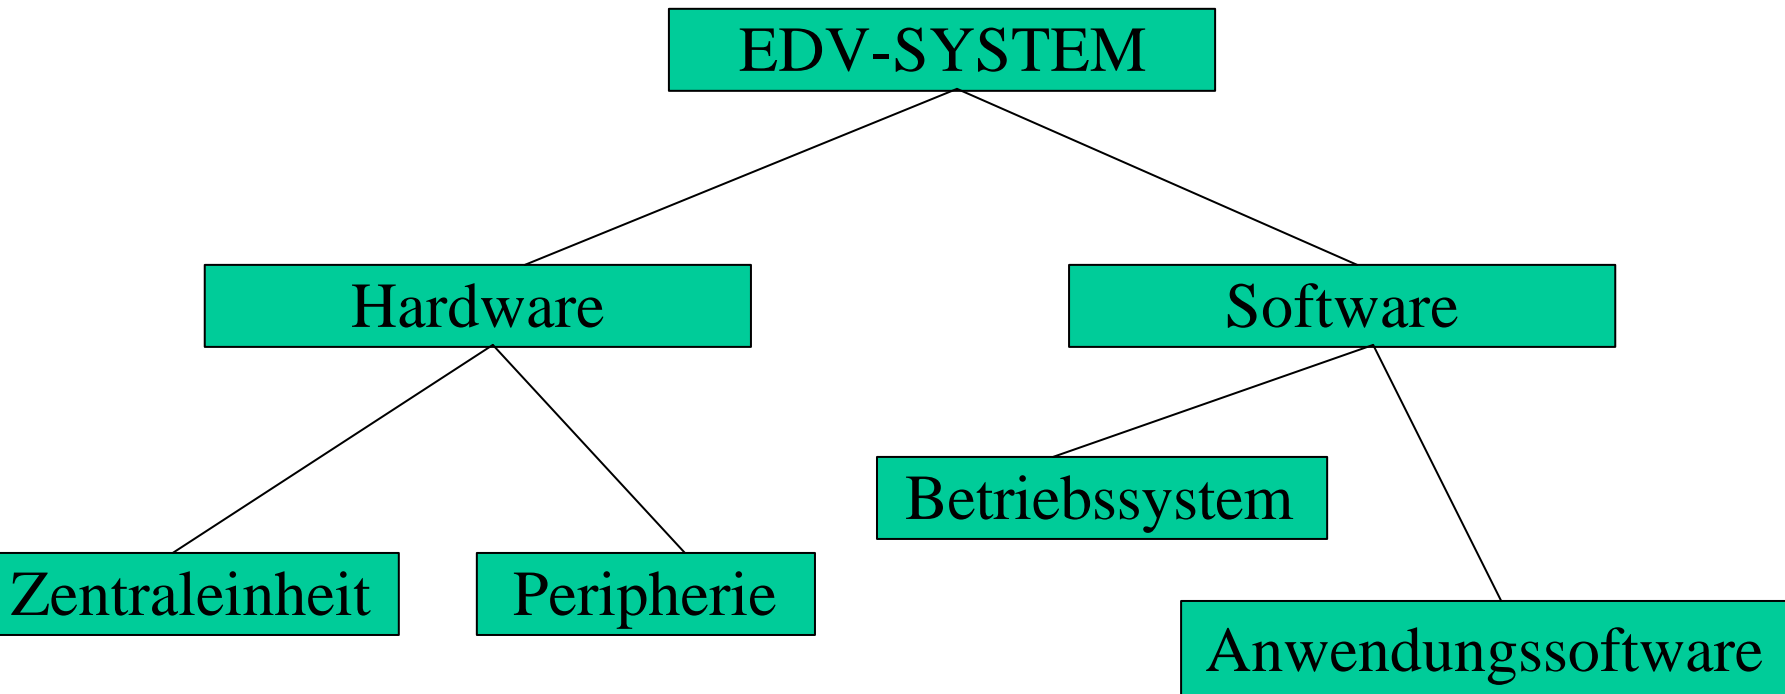 EDV-SYSTEM
Hardware
Software
Betriebssystem
Zentraleinheit
Peripherie
Anwendungssoftware